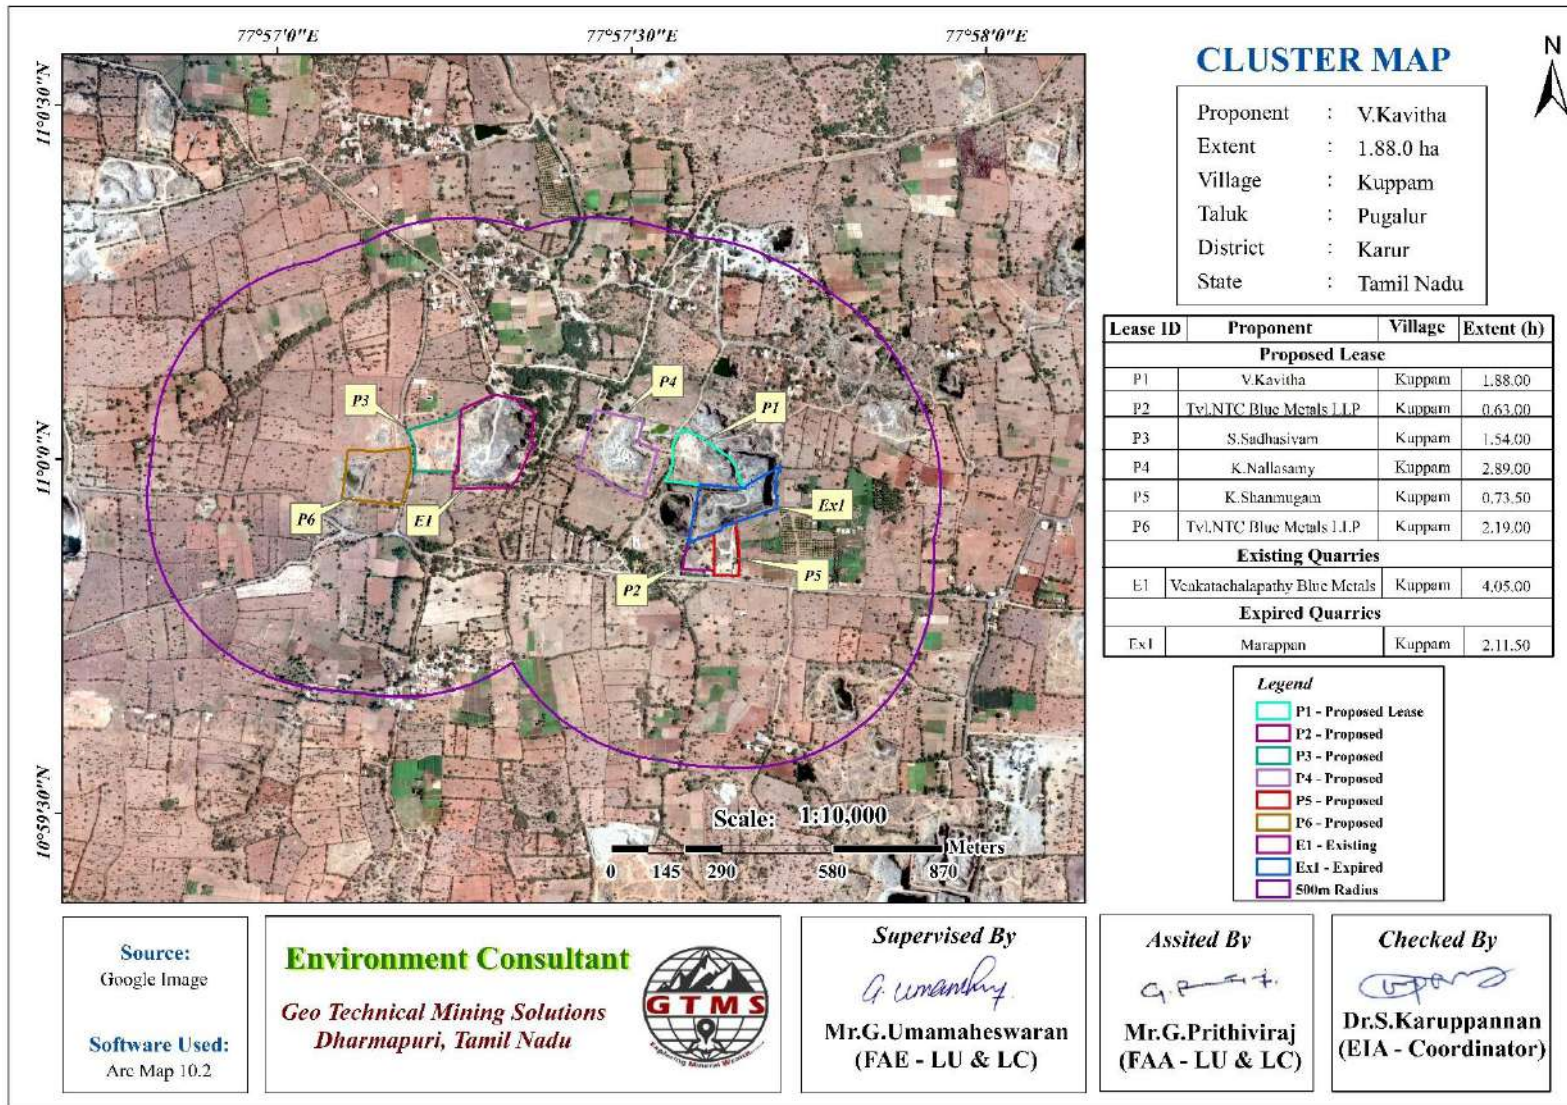 77°57'0"E 77°57'30"E 77°58'0"E
11°0'30"N
11°0'0"N
10°59'30"N
P3
P4
P1
P6
E1
Ex1
P2
P5
Scale: 1:10,000
Meters
0 145 290 580 870
N
CLUSTER MAP
Proponent : V.Kavitha
Extent : 1.88.0 ha
Village : Kuppam
Taluk : Pugalur
District : Karur
State : Tamil Nadu
Lease ID Proponent Village Extent (h)
Proposed Lease
P1 V.Kavitha Kuppam 1.88.00
P2 Tvl.NTC Blue Metals LLP Kuppam 0.63.00
P3 S.Sadhasivam Kuppam 1.54.00
P4 K.Nallasamy Kuppam 2.89.00
P5 K.Shanmugam Kuppam 0.73.50
P6 Tvl.NTC Blue Metals LLP Kuppam 2.19.00
Existing Quarries
E1 Venkatachalapathy Blue Metals Kuppam 4.05.00
Expired Quarries
Ex1 Marappan Kuppam 2.11.50
Legend
P1 - Proposed Lease
P2 - Proposed
P3 - Proposed
P4 - Proposed
P5 - Proposed
P6 - Proposed
E1 - Existing
Ex1 - Expired
500m Radius
Source:
Google Image
Software Used:
Arc Map 10.2
Environment Consultant
Geo Technical Mining Solutions
Dharmapuri, Tamil Nadu
GTMS
Supervised By
G. Umamhy
Mr.G.Umamaheswaran
(FAE - LU & LC)
Assited By
Mr.G.Prithiviraj
(FAA - LU & LC)
Checked By
Dr.S.Karuppannan
(EIA - Coordinator)